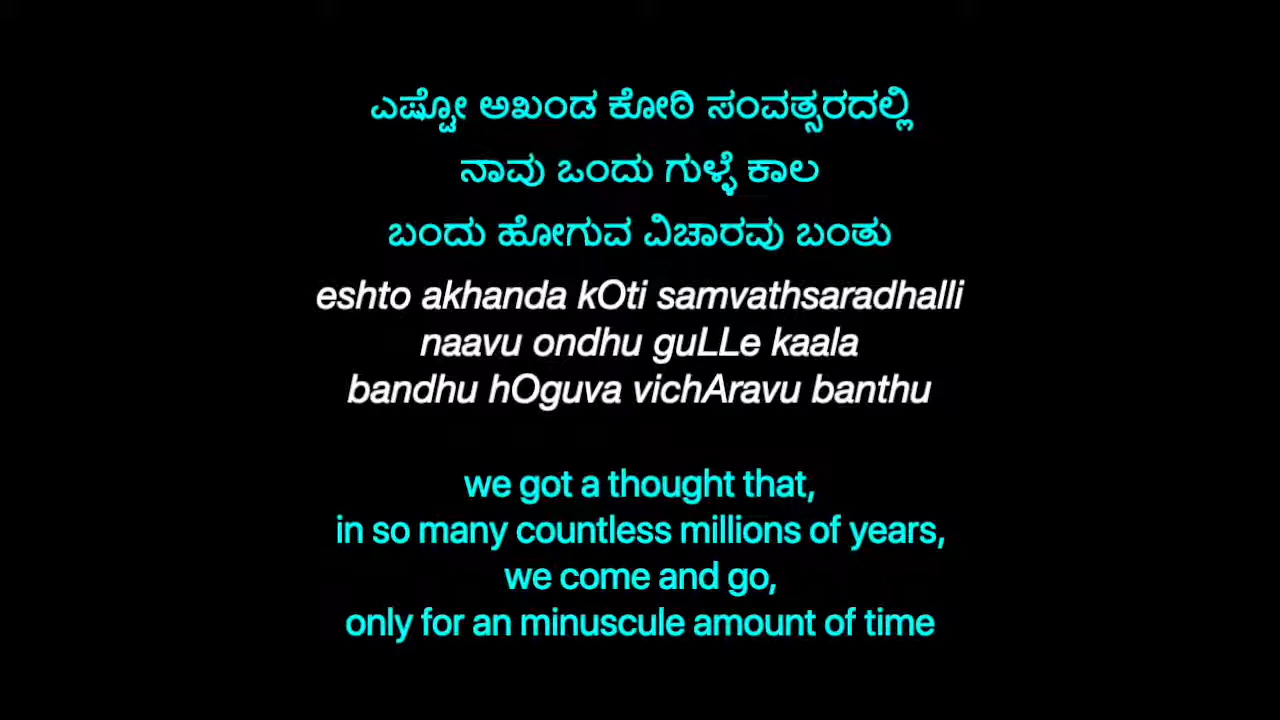 ಎಷ್ಟೋ ಅಖಂಡ ಕೋಠಿ ಸಂವತ್ಸರದಲ್ಲಿ
ನಾವು ಒಂದು ಗುಳ್ಳೆ ಕಾಲ
ಬಂದು ಹೋಗುವ ವಿಚಾರವು ಬಂತು
eshto akhanda kOti samvathsaradhalli
naavu ondhu guLLe kaala
bandhu hOguva vichAravu banthu
we got a thought that,
in so many countless millions of years,
we come and go,
only for an minuscule amount of time